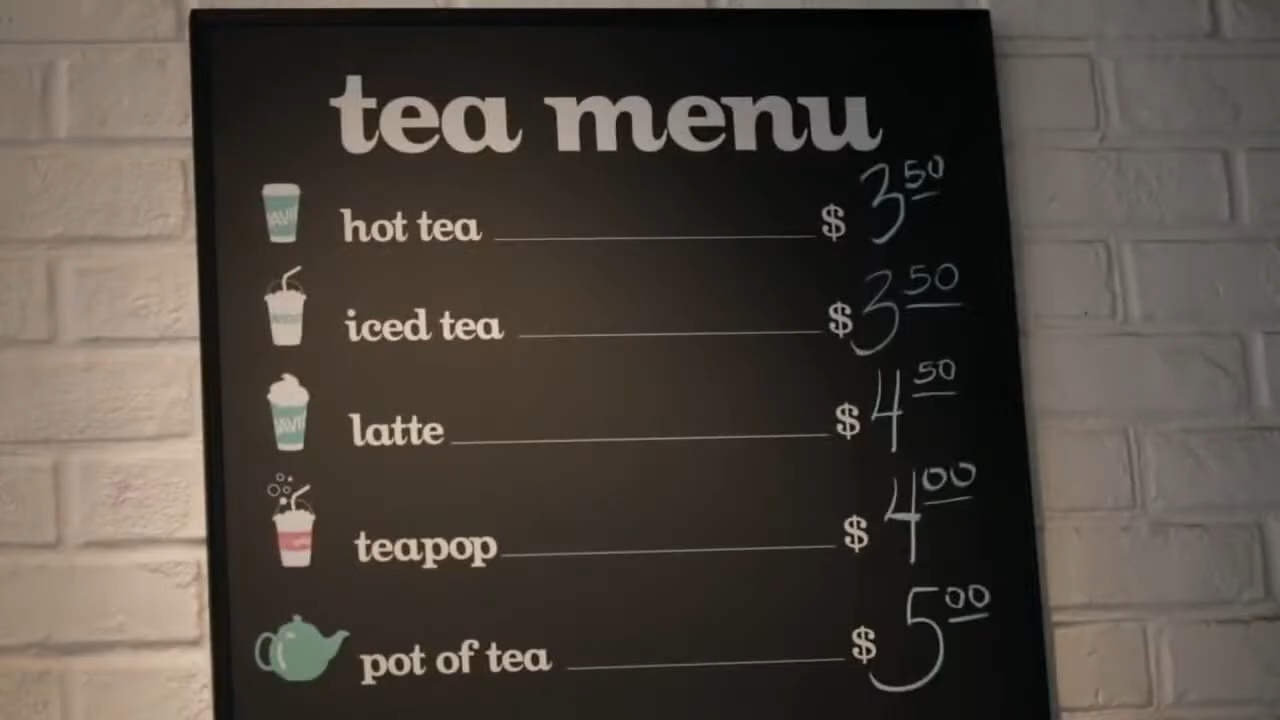 tea menu
hot tea $ 3 50
iced tea $ 3 50
latte $ 4 50
teapop $ 4 00
pot of tea $ 5 00